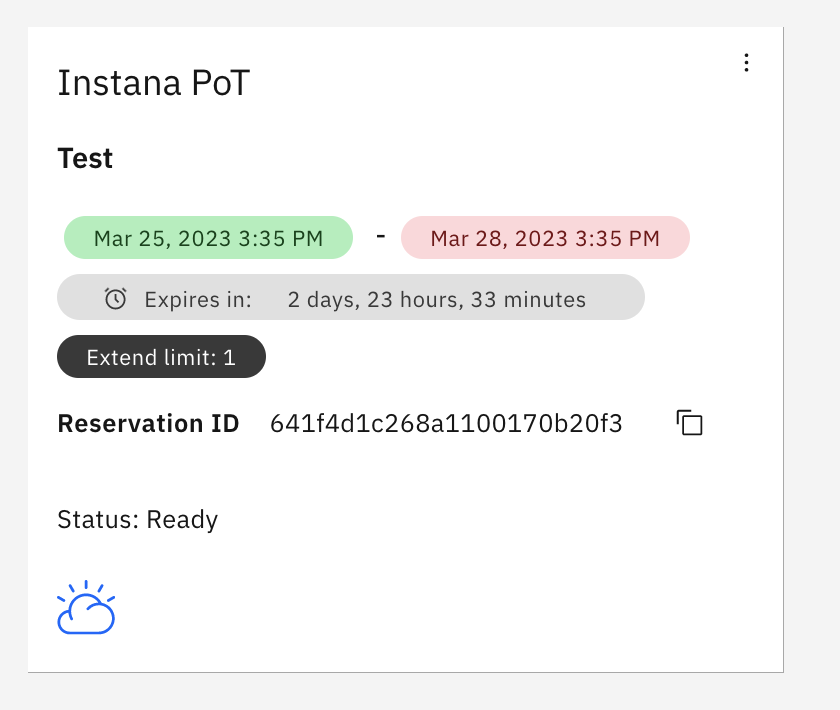 Instana PoT
Test
Mar 25, 2023 3:35 PM - Mar 28, 2023 3:35 PM
Expires in: 2 days, 23 hours, 33 minutes
Extend limit: 1
Reservation ID 641f4d1c268a1100170b20f3
Status: Ready